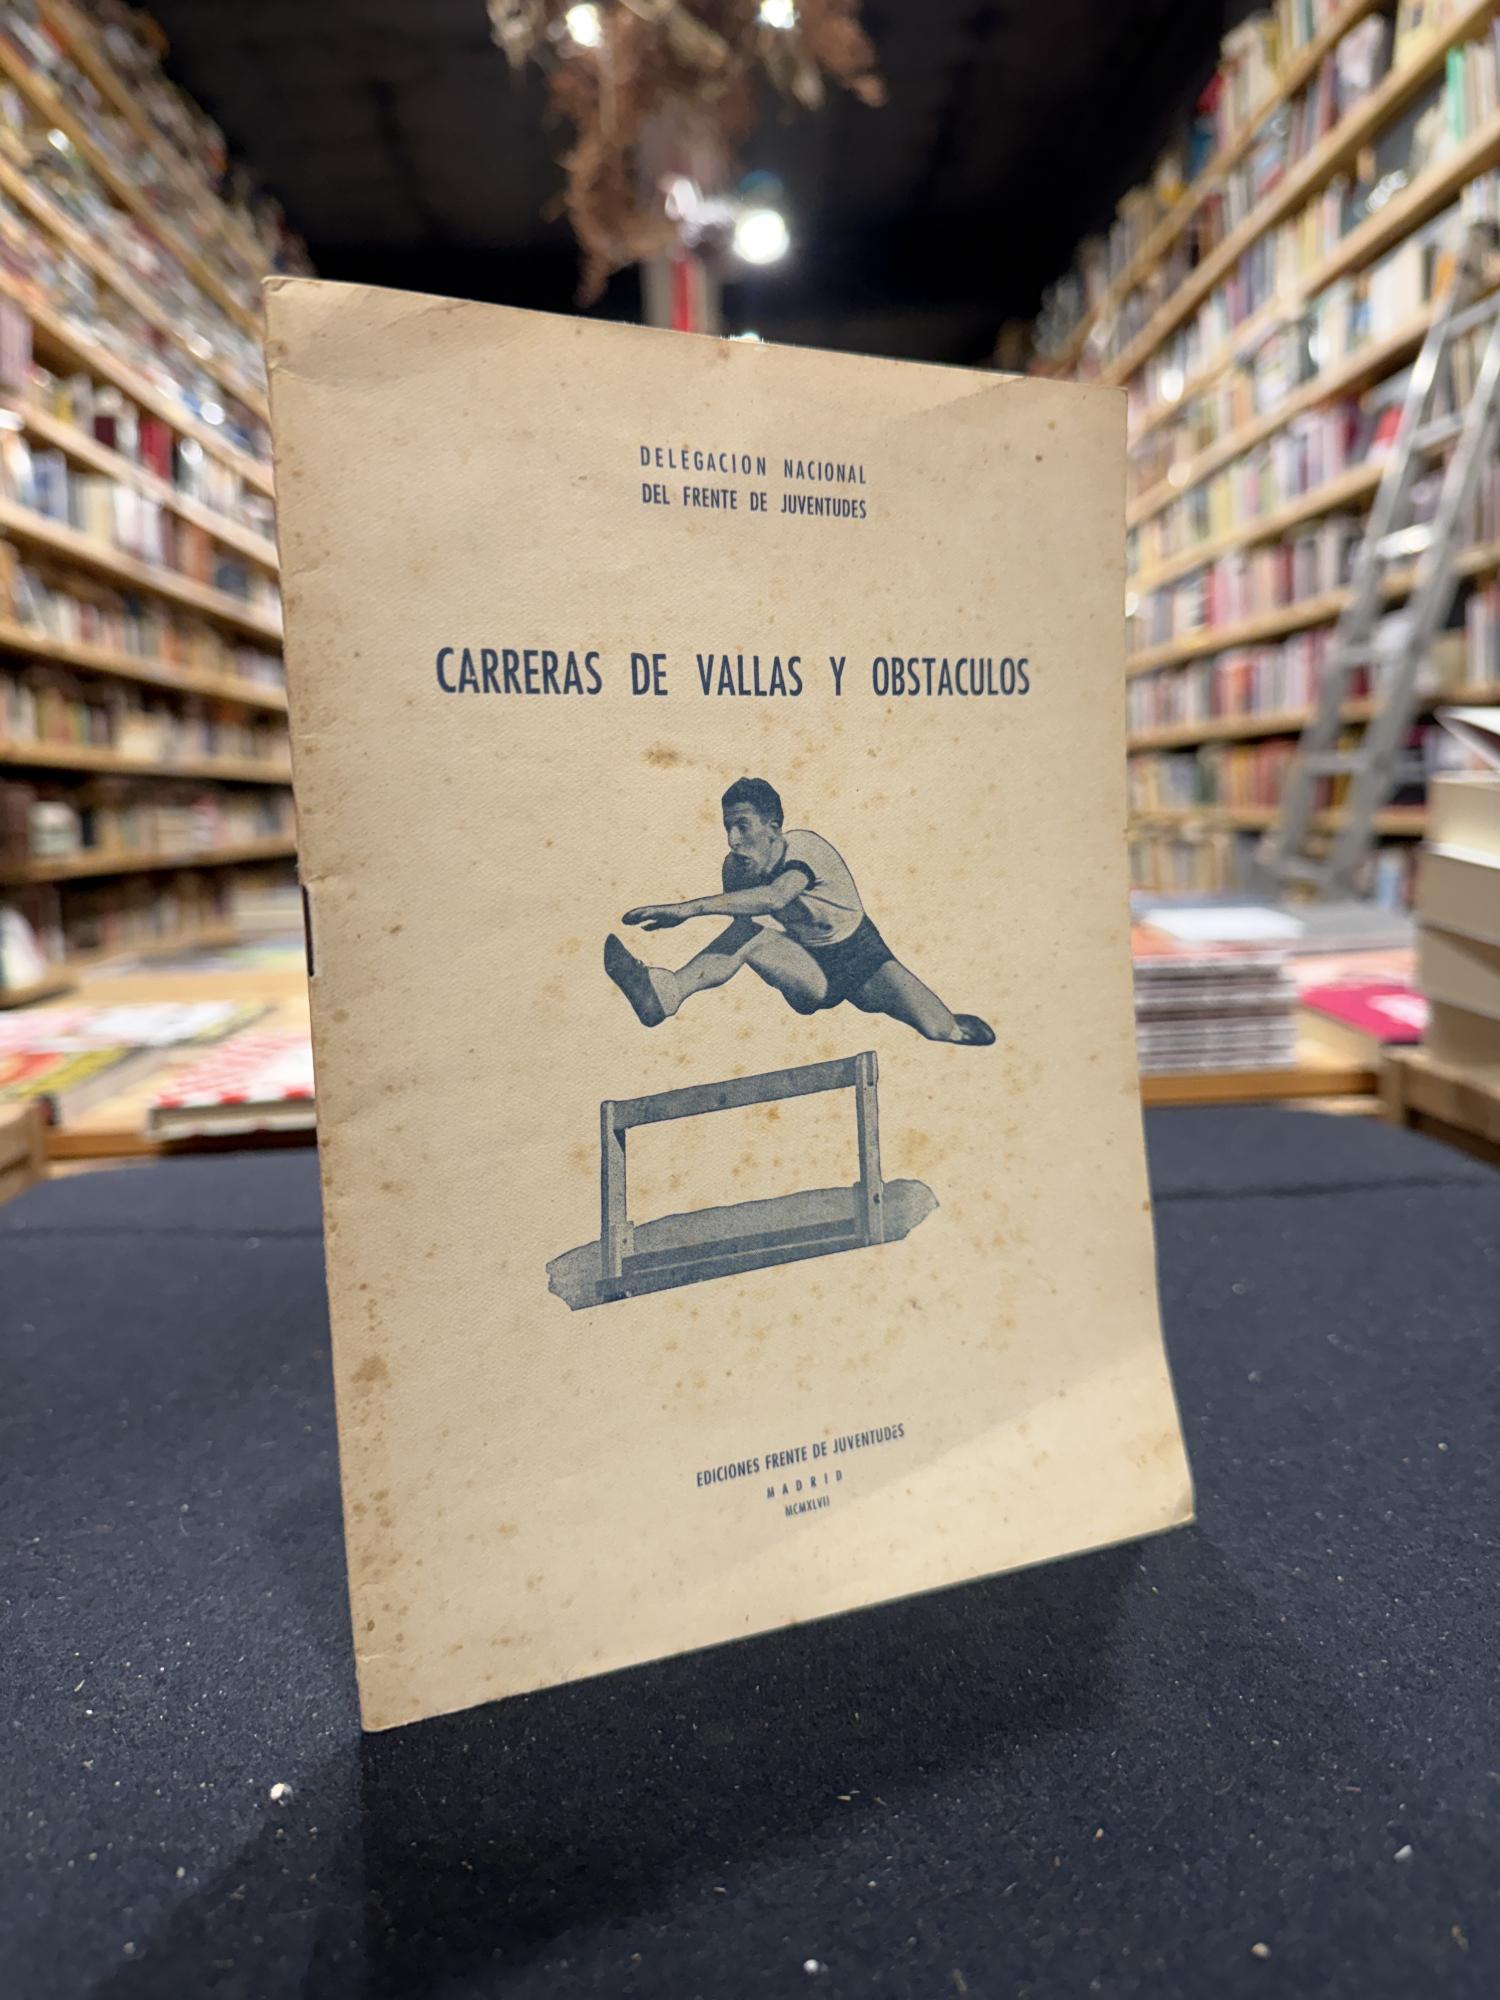 DELEGACION NACIONAL
DEL FRENTE DE JUVENTUDES
CARRERAS DE VALLAS Y OBSTACULOS
EDICIONES FRENTE DE JUVENTUDES
MADRID
MCMXLVII